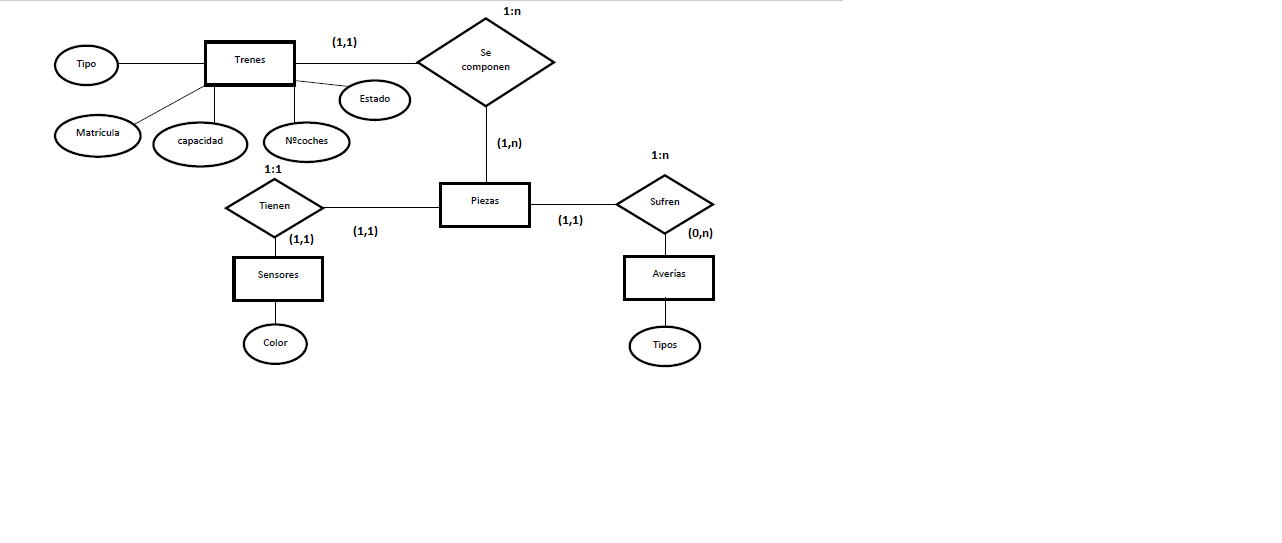 1:n
(1,1)
Se
componen
Trenes
Tipo
Estado
Matrícula
capacidad
Nºcoches
(1,n)
1:n
1:1
Tienen
Piezas
Sufren
(1,1)
(1,1)
(1,1)
(0,n)
Sensores
Averías
Color
Tipos